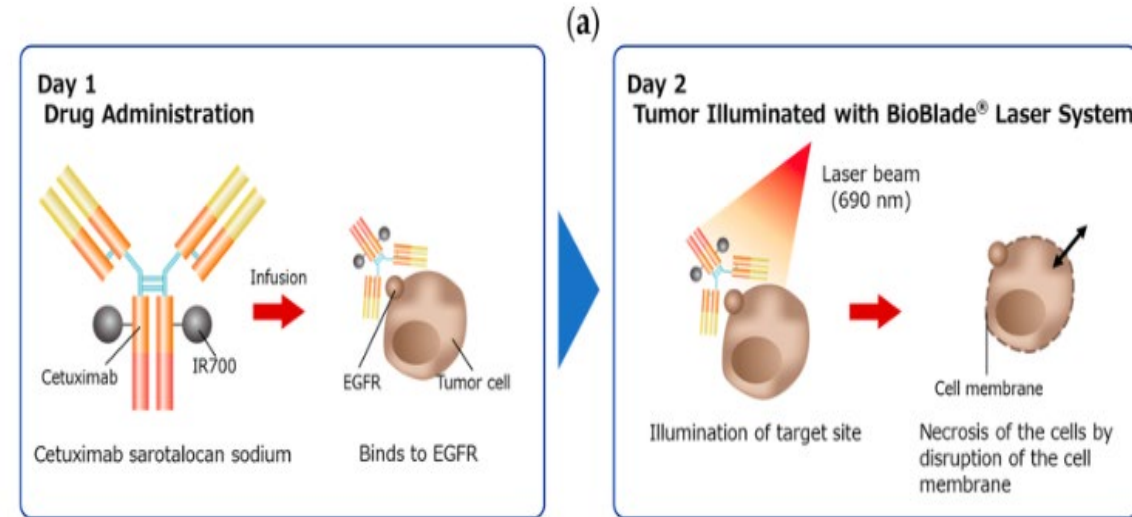 (a)
Day 1
Drug Administration
Infusion
Cetuximab
IR700
EGFR
Tumor cell
Cetuximab sarotalocan sodium
Binds to EGFR
Day 2
Tumor Illuminated with BioBlade® Laser System
Laser beam
(690 nm)
Cell membrane
Illumination of target site
Necrosis of the cells by
disruption of the cell
membrane